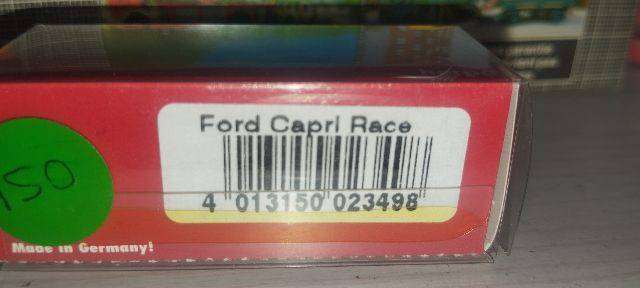 Ford Capri Race
150
4 013150 023498
Made in Germany!